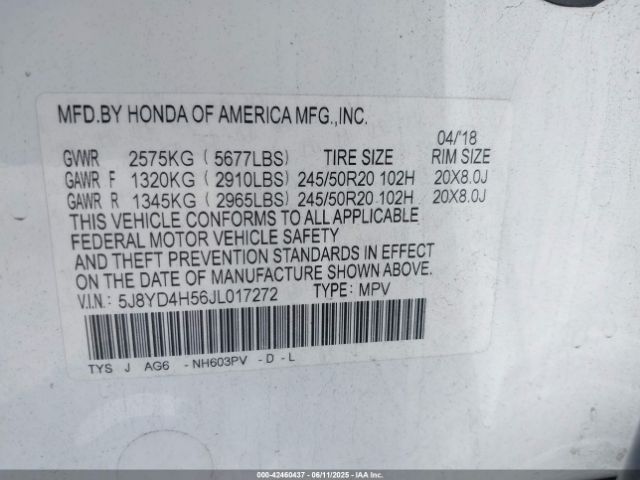 MFD.BY HONDA OF AMERICA MFG.,INC.
04/'18
GVWR 2575KG ( 5677LBS) TIRE SIZE RIM SIZE
GAWR F 1320KG ( 2910LBS) 245/50R20 102H 20X8.0J
GAWR R 1345KG ( 2965LBS) 245/50R20 102H 20X8.0J
THIS VEHICLE CONFORMS TO ALL APPLICABLE
FEDERAL MOTOR VEHICLE SAFETY
AND THEFT PREVENTION STANDARDS IN EFFECT
ON THE DATE OF MANUFACTURE SHOWN ABOVE.
V.I.N.: 5J8YD4H56JL017272 TYPE: MPV
TYS J AG6 - NH603PV - D - L
000-42460437 - 06/11/2025 - IAA Inc.